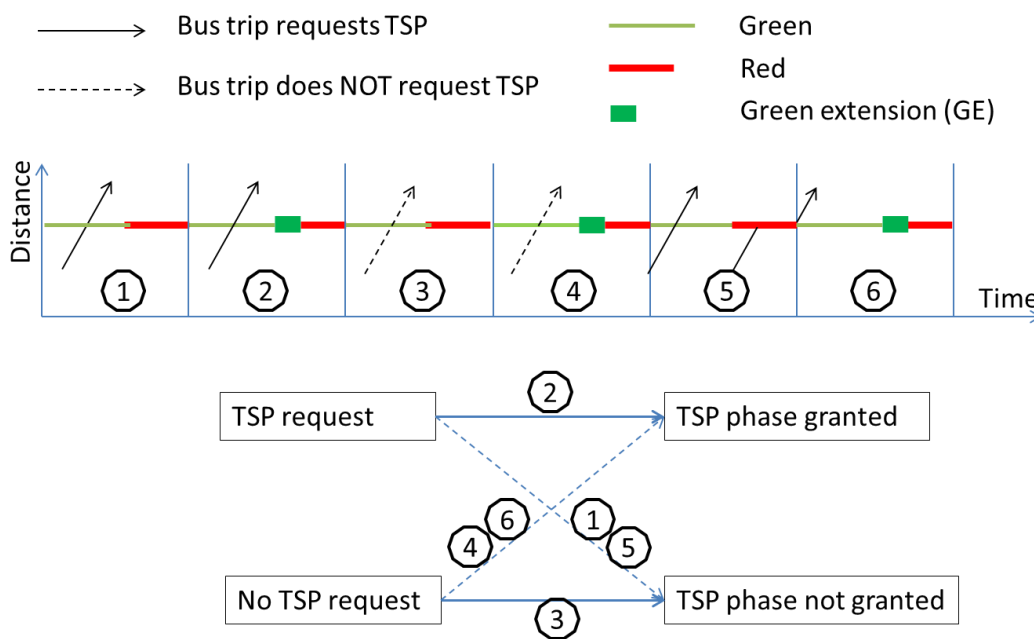 Bus trip requests TSP
Green
Bus trip does NOT request TSP
Red
Green extension (GE)
Distance
1
2
3
4
5
6
Time
2
TSP request
TSP phase granted
6
1
4
5
No TSP request
TSP phase not granted
3